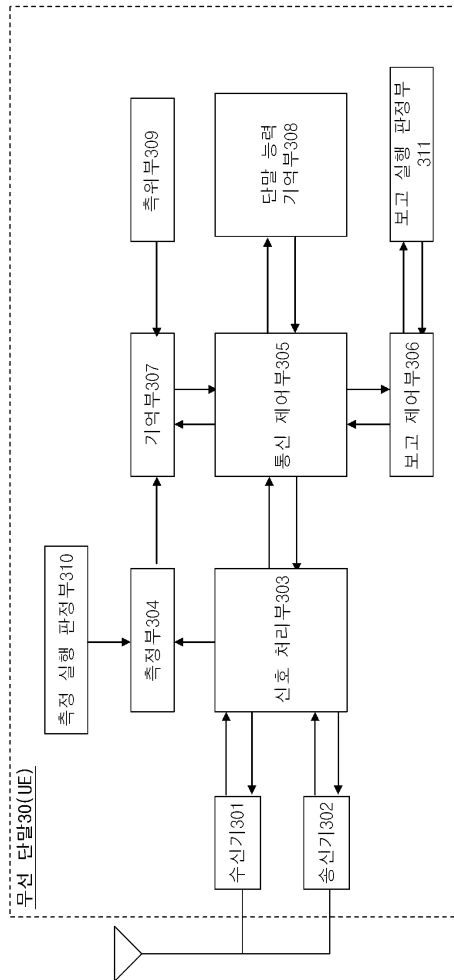 무선 단말30(UE)
수신기301
송신기302
측정 실행 판정부310
측정부304
신호 처리부303
기억부307
통신 제어부305
보고 제어부306
측위부309
단말 능력
기억부308
보고 실행 판정부
311